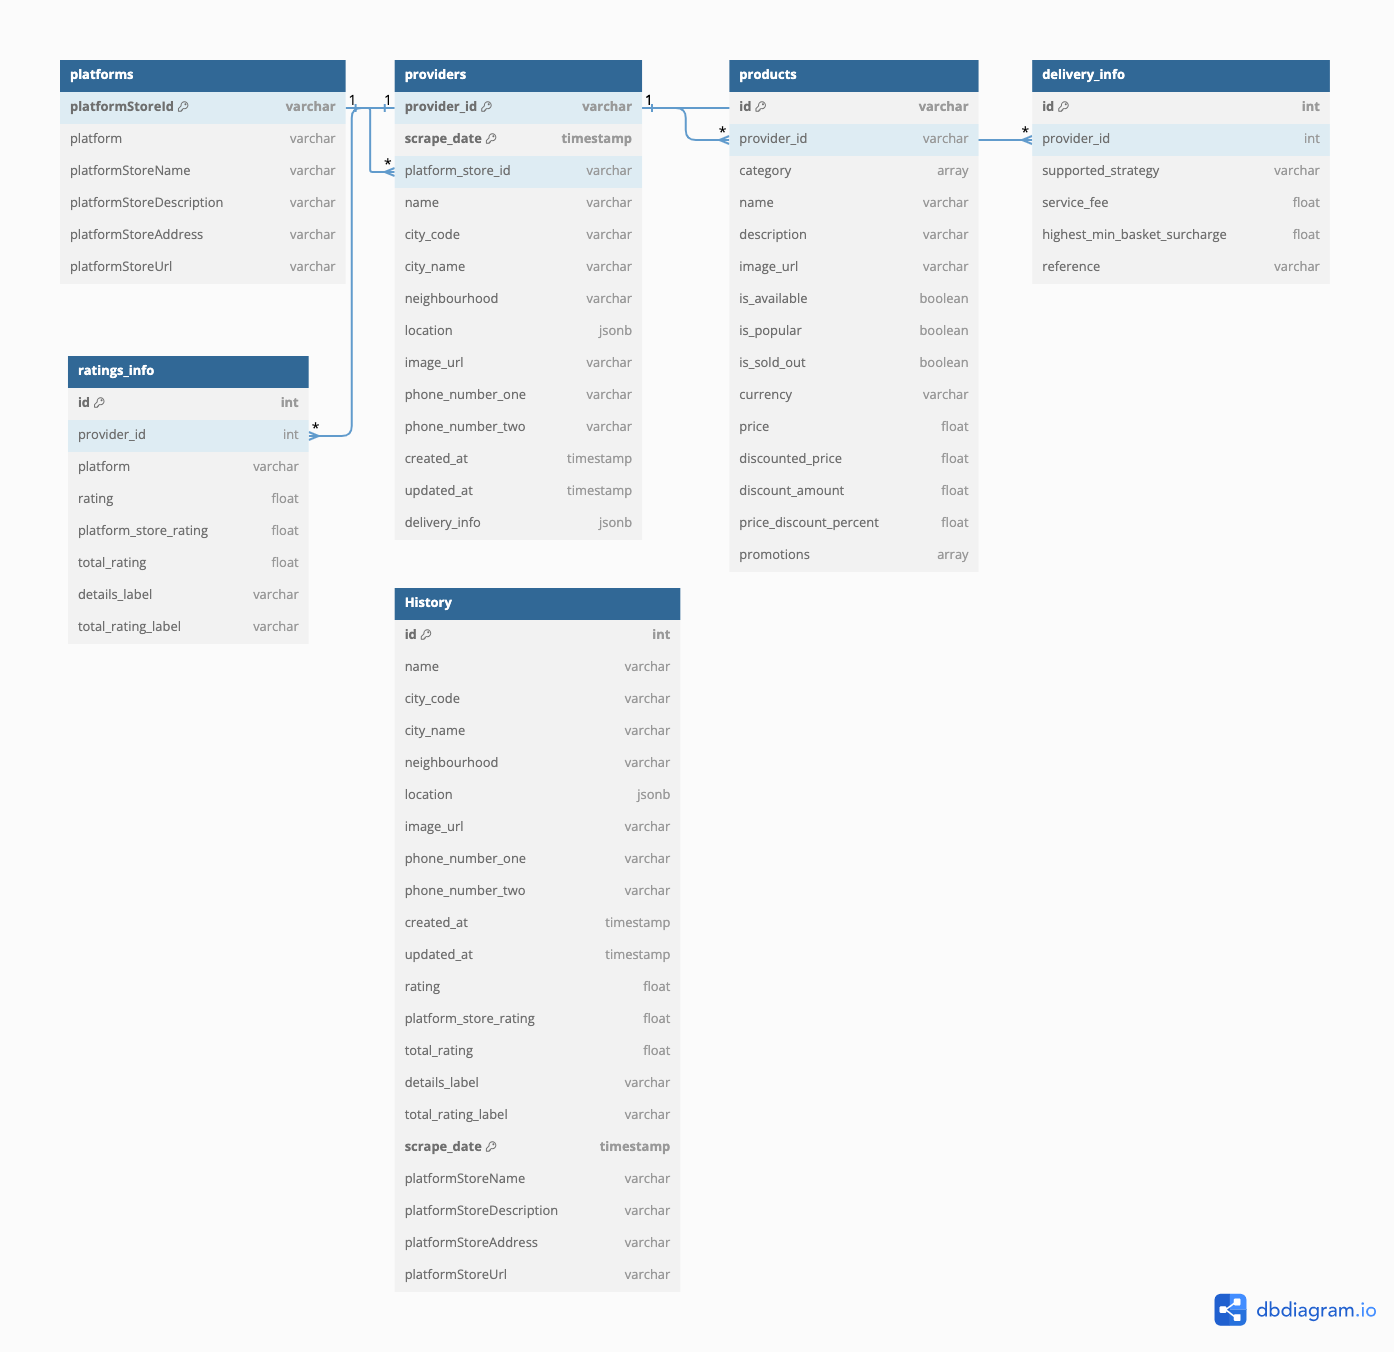 platforms
platformStoreId varchar
platform varchar
platformStoreName varchar
platformStoreDescription varchar
platformStoreAddress varchar
platformStoreUrl varchar
1
1
*
providers
provider_id varchar
scrape_date timestamp
platform_store_id varchar
name varchar
city_code varchar
city_name varchar
neighbourhood varchar
location jsonb
image_url varchar
phone_number_one varchar
phone_number_two varchar
created_at timestamp
updated_at timestamp
delivery_info jsonb
1
*
products
id varchar
provider_id varchar
category array
name varchar
description varchar
image_url varchar
is_available boolean
is_popular boolean
is_sold_out boolean
currency varchar
price float
discounted_price float
discount_amount float
price_discount_percent float
promotions array
*
delivery_info
id int
provider_id int
supported_strategy varchar
service_fee float
highest_min_basket_surcharge float
reference varchar
ratings_info
id int
provider_id int
platform varchar
rating float
platform_store_rating float
total_rating float
details_label varchar
total_rating_label varchar
*
History
id int
name varchar
city_code varchar
city_name varchar
neighbourhood varchar
location jsonb
image_url varchar
phone_number_one varchar
phone_number_two varchar
created_at timestamp
updated_at timestamp
rating float
platform_store_rating float
total_rating float
details_label varchar
total_rating_label varchar
scrape_date timestamp
platformStoreName varchar
platformStoreDescription varchar
platformStoreAddress varchar
platformStoreUrl varchar
dbdiagram.io